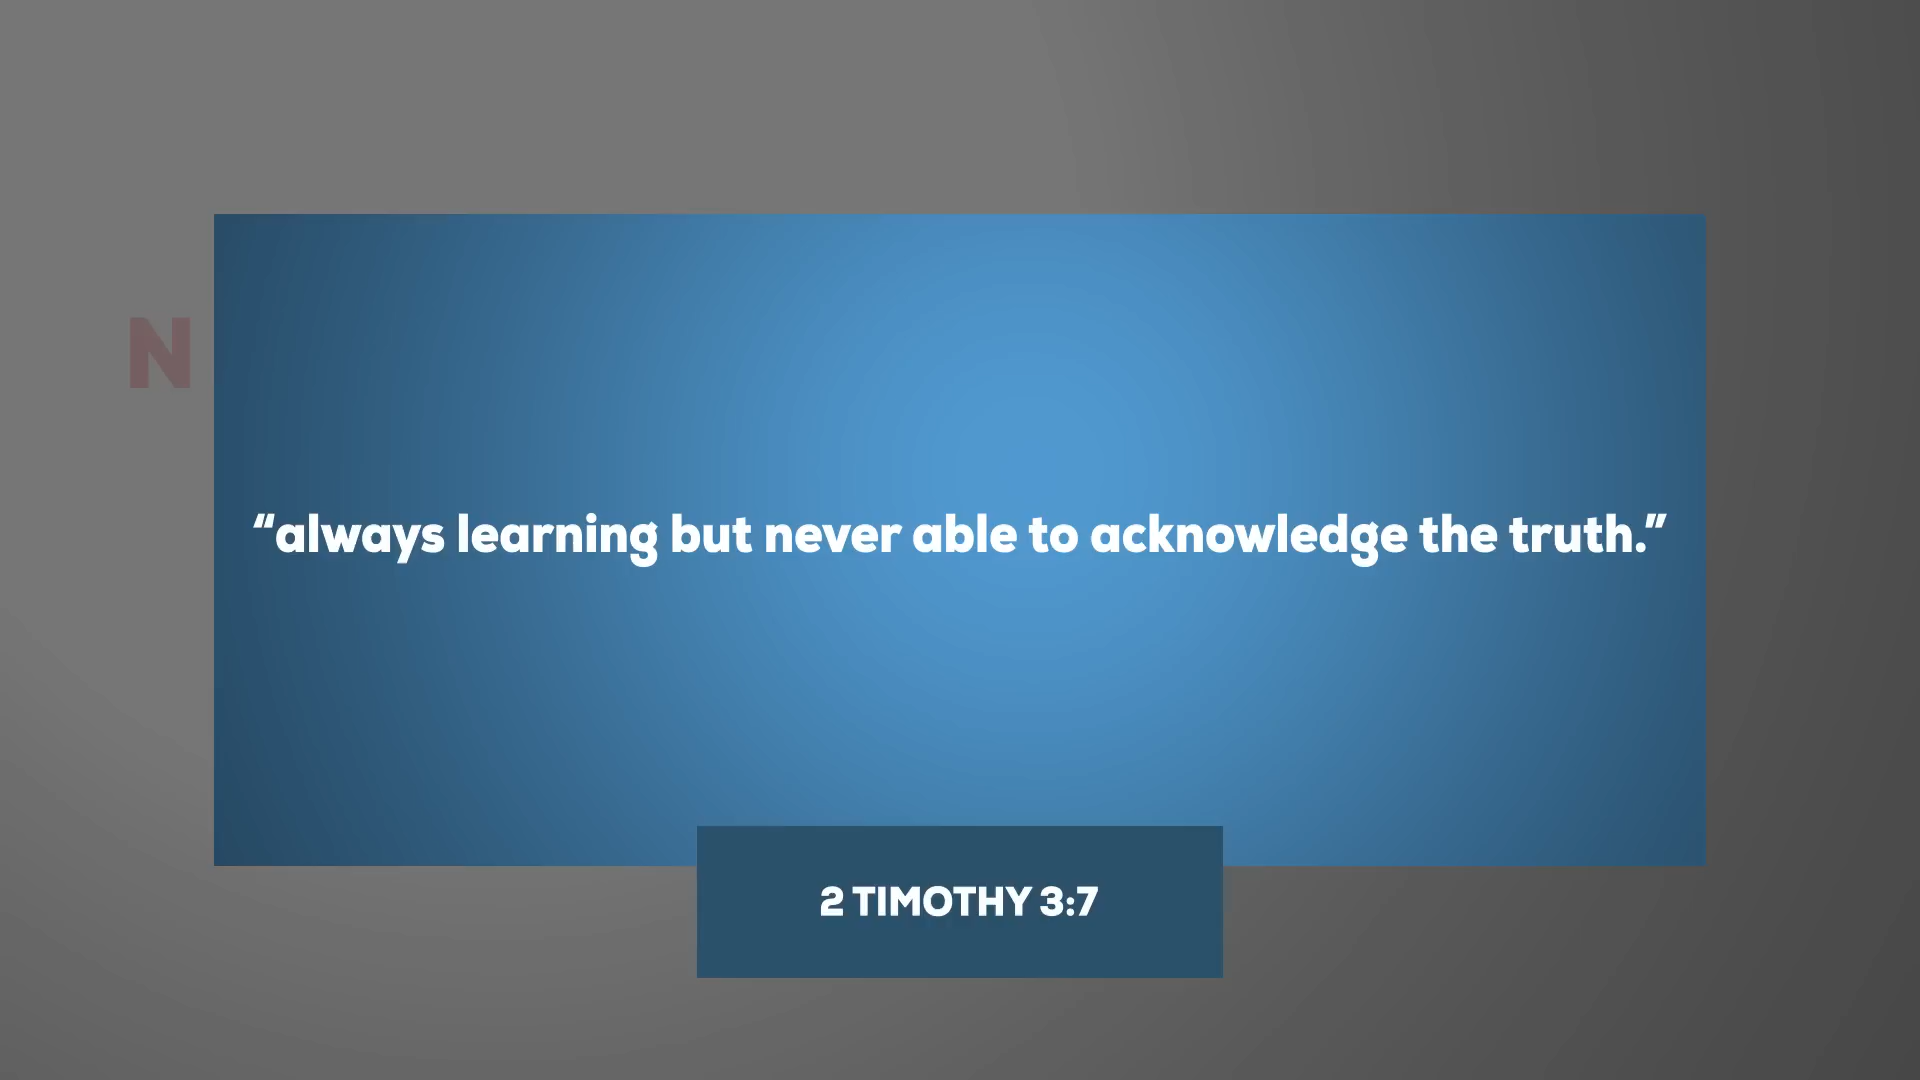 N
“always learning but never able to acknowledge the truth.”
2 TIMOTHY 3:7